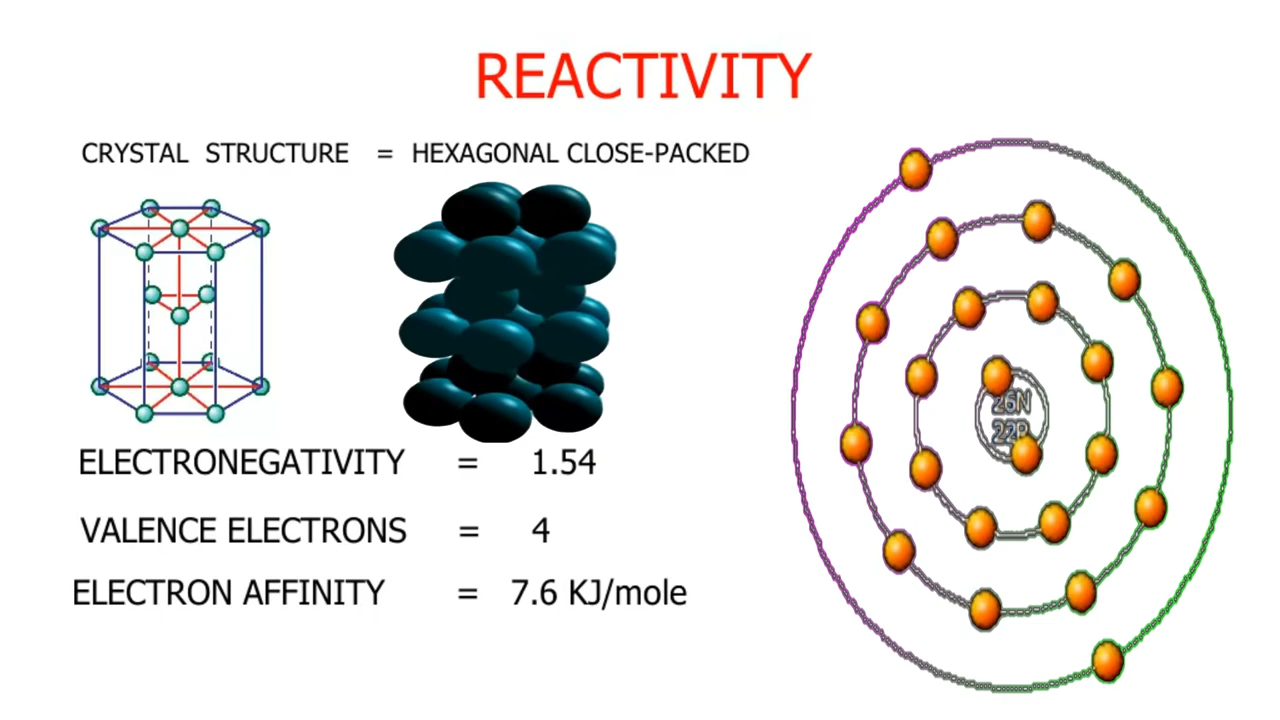 REACTIVITY
CRYSTAL STRUCTURE = HEXAGONAL CLOSE-PACKED
26N
22P
ELECTRONEGATIVITY = 1.54
VALENCE ELECTRONS = 4
ELECTRON AFFINITY = 7.6 KJ/mole